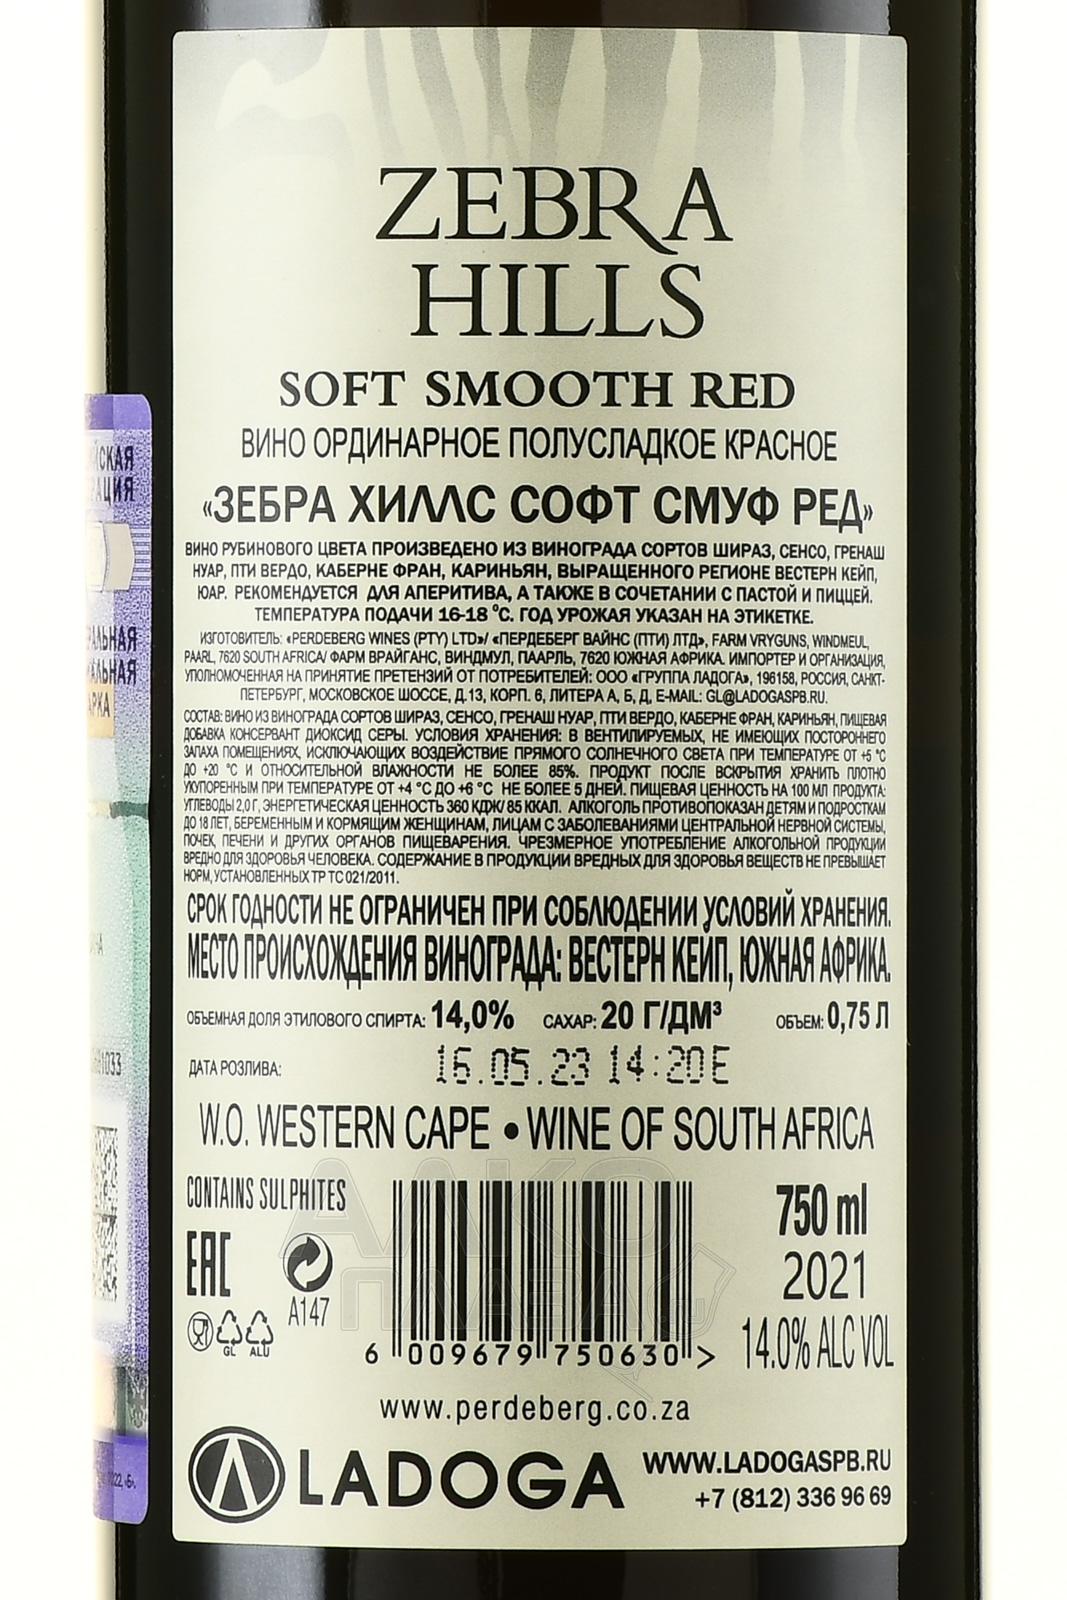 ZEBRA
HILLS
SOFT SMOOTH RED
ВИНО ОРДИНАРНОЕ ПОЛУСЛАДКОЕ КРАСНОЕ
«ЗЕБРА ХИЛЛС СОФТ СМУФ РЕД»
ВИНО РУБИНОВОГО ЦВЕТА ПРОИЗВЕДЕНО ИЗ ВИНОГРАДА СОРТОВ ШИРАЗ, СЕНСО, ГРЕНАШ
НУАР, ПТИ ВЕРДО, КАБЕРНЕ ФРАН, КАРИНЬЯН, ВЫРАЩЕННОГО РЕГИОНЕ ВЕСТЕРН КЕЙП,
ЮАР. РЕКОМЕНДУЕТСЯ ДЛЯ АПЕРИТИВА, А ТАКЖЕ В СОЧЕТАНИИ С ПАСТОЙ И ПИЦЦЕЙ.
ТЕМПЕРАТУРА ПОДАЧИ 16-18 °С. ГОД УРОЖАЯ УКАЗАН НА ЭТИКЕТКЕ.
ИЗГОТОВИТЕЛЬ: «PERDEBERG WINES (PTY) LTD»/ «ПЕРДЕБЕРГ ВАЙНС (ПТИ) ЛТД», FARM VRYGUNS, WINDMEUL,
PAARL, 7620 SOUTH AFRICA/ ФАРМ ВРАЙГАНС, ВИНДМУЛ, ПААРЛЬ, 7620 ЮЖНАЯ АФРИКА. ИМПОРТЕР И ОРГАНИЗАЦИЯ,
УПОЛНОМОЧЕННАЯ НА ПРИНЯТИЕ ПРЕТЕНЗИЙ ОТ ПОТРЕБИТЕЛЕЙ: ООО «ГРУППА ЛАДОГА», 196158, РОССИЯ, САНКТ-
ПЕТЕРБУРГ, МОСКОВСКОЕ ШОССЕ, Д.13, КОРП. 6, ЛИТЕРА А, Б, Д, E-MAIL: GL@LADOGASPB.RU.
СОСТАВ: ВИНО ИЗ ВИНОГРАДА СОРТОВ ШИРАЗ, СЕНСО, ГРЕНАШ НУАР, ПТИ ВЕРДО, КАБЕРНЕ ФРАН, КАРИНЬЯН, ПИЩЕВАЯ
ДОБАВКА КОНСЕРВАНТ ДИОКСИД СЕРЫ. УСЛОВИЯ ХРАНЕНИЯ: В ВЕНТИЛИРУЕМЫХ, НЕ ИМЕЮЩИХ ПОСТОРОННЕГО
ЗАПАХА ПОМЕЩЕНИЯХ, ИСКЛЮЧАЮЩИХ ВОЗДЕЙСТВИЕ ПРЯМОГО СОЛНЕЧНОГО СВЕТА ПРИ ТЕМПЕРАТУРЕ ОТ +5 °С
ДО +20 °С И ОТНОСИТЕЛЬНОЙ ВЛАЖНОСТИ НЕ БОЛЕЕ 85%. ПРОДУКТ ПОСЛЕ ВСКРЫТИЯ ХРАНИТЬ ПЛОТНО
УКУПОРЕННЫМ ПРИ ТЕМПЕРАТУРЕ ОТ +4 °С ДО +6 °С НЕ БОЛЕЕ 5 ДНЕЙ. ПИЩЕВАЯ ЦЕННОСТЬ НА 100 МЛ ПРОДУКТА:
УГЛЕВОДЫ 2,0 Г, ЭНЕРГЕТИЧЕСКАЯ ЦЕННОСТЬ 360 КДЖ/ 85 ККАЛ. АЛКОГОЛЬ ПРОТИВОПОКАЗАН ДЕТЯМ И ПОДРОСТКАМ
ДО 18 ЛЕТ, БЕРЕМЕННЫМ И КОРМЯЩИМ ЖЕНЩИНАМ, ЛИЦАМ С ЗАБОЛЕВАНИЯМИ ЦЕНТРАЛЬНОЙ НЕРВНОЙ СИСТЕМЫ,
ПОЧЕК, ПЕЧЕНИ И ДРУГИХ ОРГАНОВ ПИЩЕВАРЕНИЯ. ЧРЕЗМЕРНОЕ УПОТРЕБЛЕНИЕ АЛКОГОЛЬНОЙ ПРОДУКЦИИ
ВРЕДНО ДЛЯ ЗДОРОВЬЯ ЧЕЛОВЕКА. СОДЕРЖАНИЕ В ПРОДУКЦИИ ВРЕДНЫХ ДЛЯ ЗДОРОВЬЯ ВЕЩЕСТВ НЕ ПРЕВЫШАЕТ
НОРМ, УСТАНОВЛЕННЫХ ТР ТС 021/2011.
СРОК ГОДНОСТИ НЕ ОГРАНИЧЕН ПРИ СОБЛЮДЕНИИ УСЛОВИЙ ХРАНЕНИЯ.
МЕСТО ПРОИСХОЖДЕНИЯ ВИНОГРАДА: ВЕСТЕРН КЕЙП, ЮЖНАЯ АФРИКА.
ОБЪЕМНАЯ ДОЛЯ ЭТИЛОВОГО СПИРТА: 14,0% САХАР: 20 Г/ДМ³ ОБЪЕМ: 0,75 Л
ДАТА РОЗЛИВА: 16.05.23 14:20E
W.O. WESTERN CAPE • WINE OF SOUTH AFRICA
CONTAINS SULPHITES
EAC
A147
GL ALU
6 009679 750630 >
750 ml
2021
14.0% ALC VOL
www.perdeberg.co.za
LADOGA
WWW.LADOGASPB.RU
+7 (812) 336 96 69